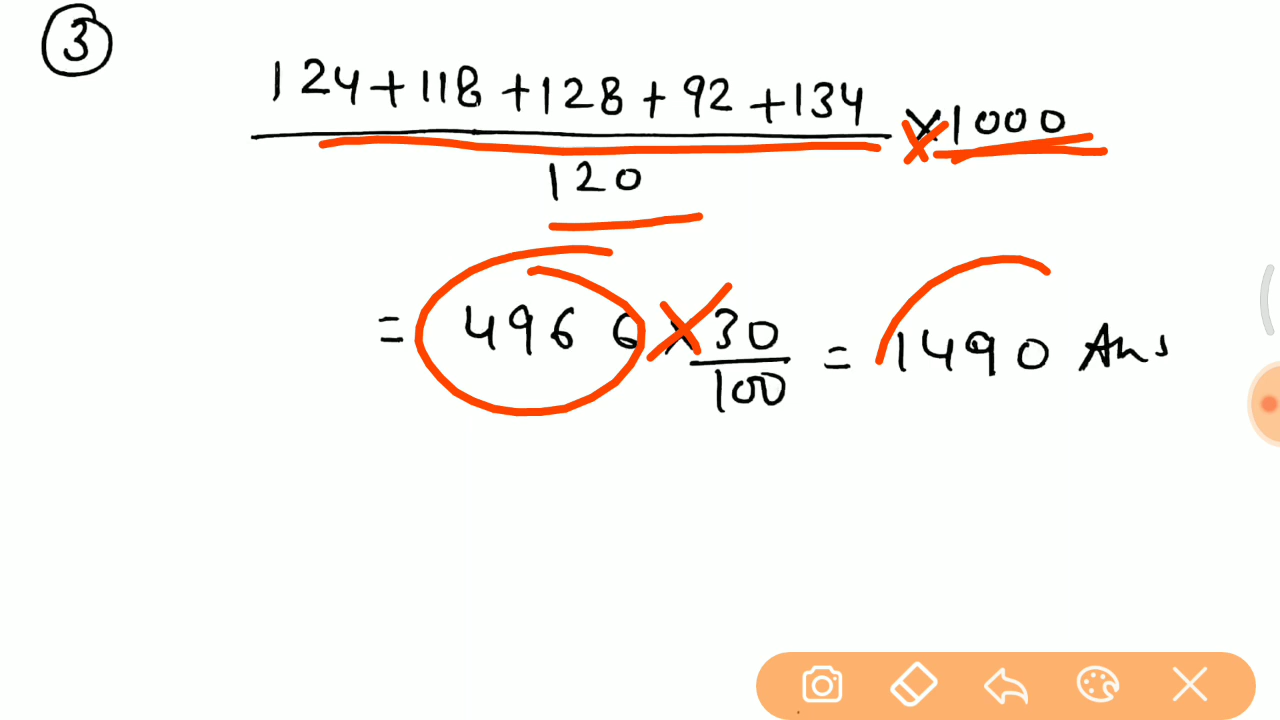 3
124+118+128+92+134
×1000
120
= 4966 × 30/100 = 1490 Ans